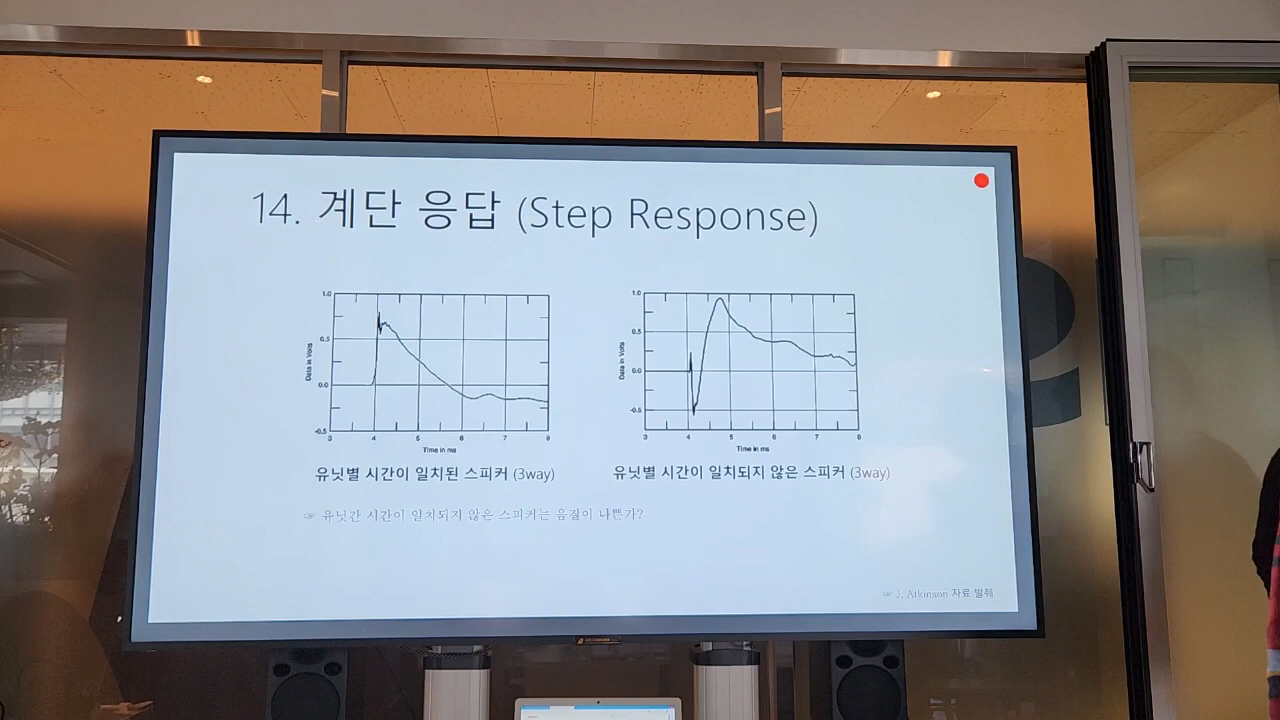 14. 계단 응답 (Step Response)
1.0
0.5
0.0
-0.5
Data in Volts
3 4 5 6 7 8
Time in ms
유닛별 시간이 일치된 스피커 (3way)
1.0
0.5
0.0
-0.5
Data in Volts
3 4 5 6 7 8
Time in ms
유닛별 시간이 일치되지 않은 스피커 (3way)
☞ 유닛간 시간이 일치되지 않은 스피커는 음질이 나쁜가?
☞ J. Atkinson 자료 발췌